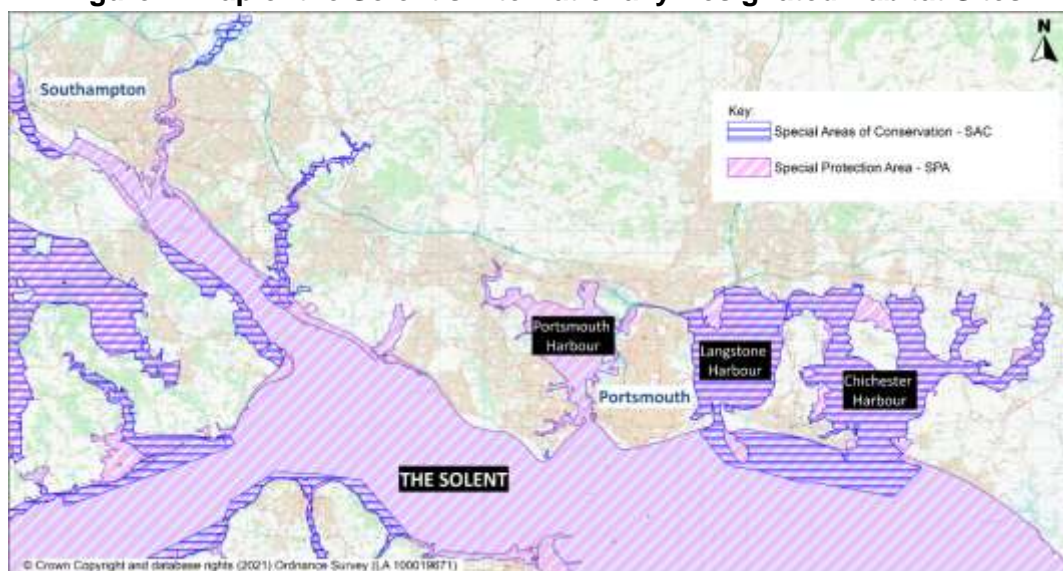 N
Southampton
Key:
Special Areas of Conservation - SAC
Special Protection Area - SPA
Portsmouth
Harbour
Langstone
Harbour
Chichester
Harbour
Portsmouth
THE SOLENT
© Crown Copyright and database rights (2021) Ordnance Survey (LA 100019671)